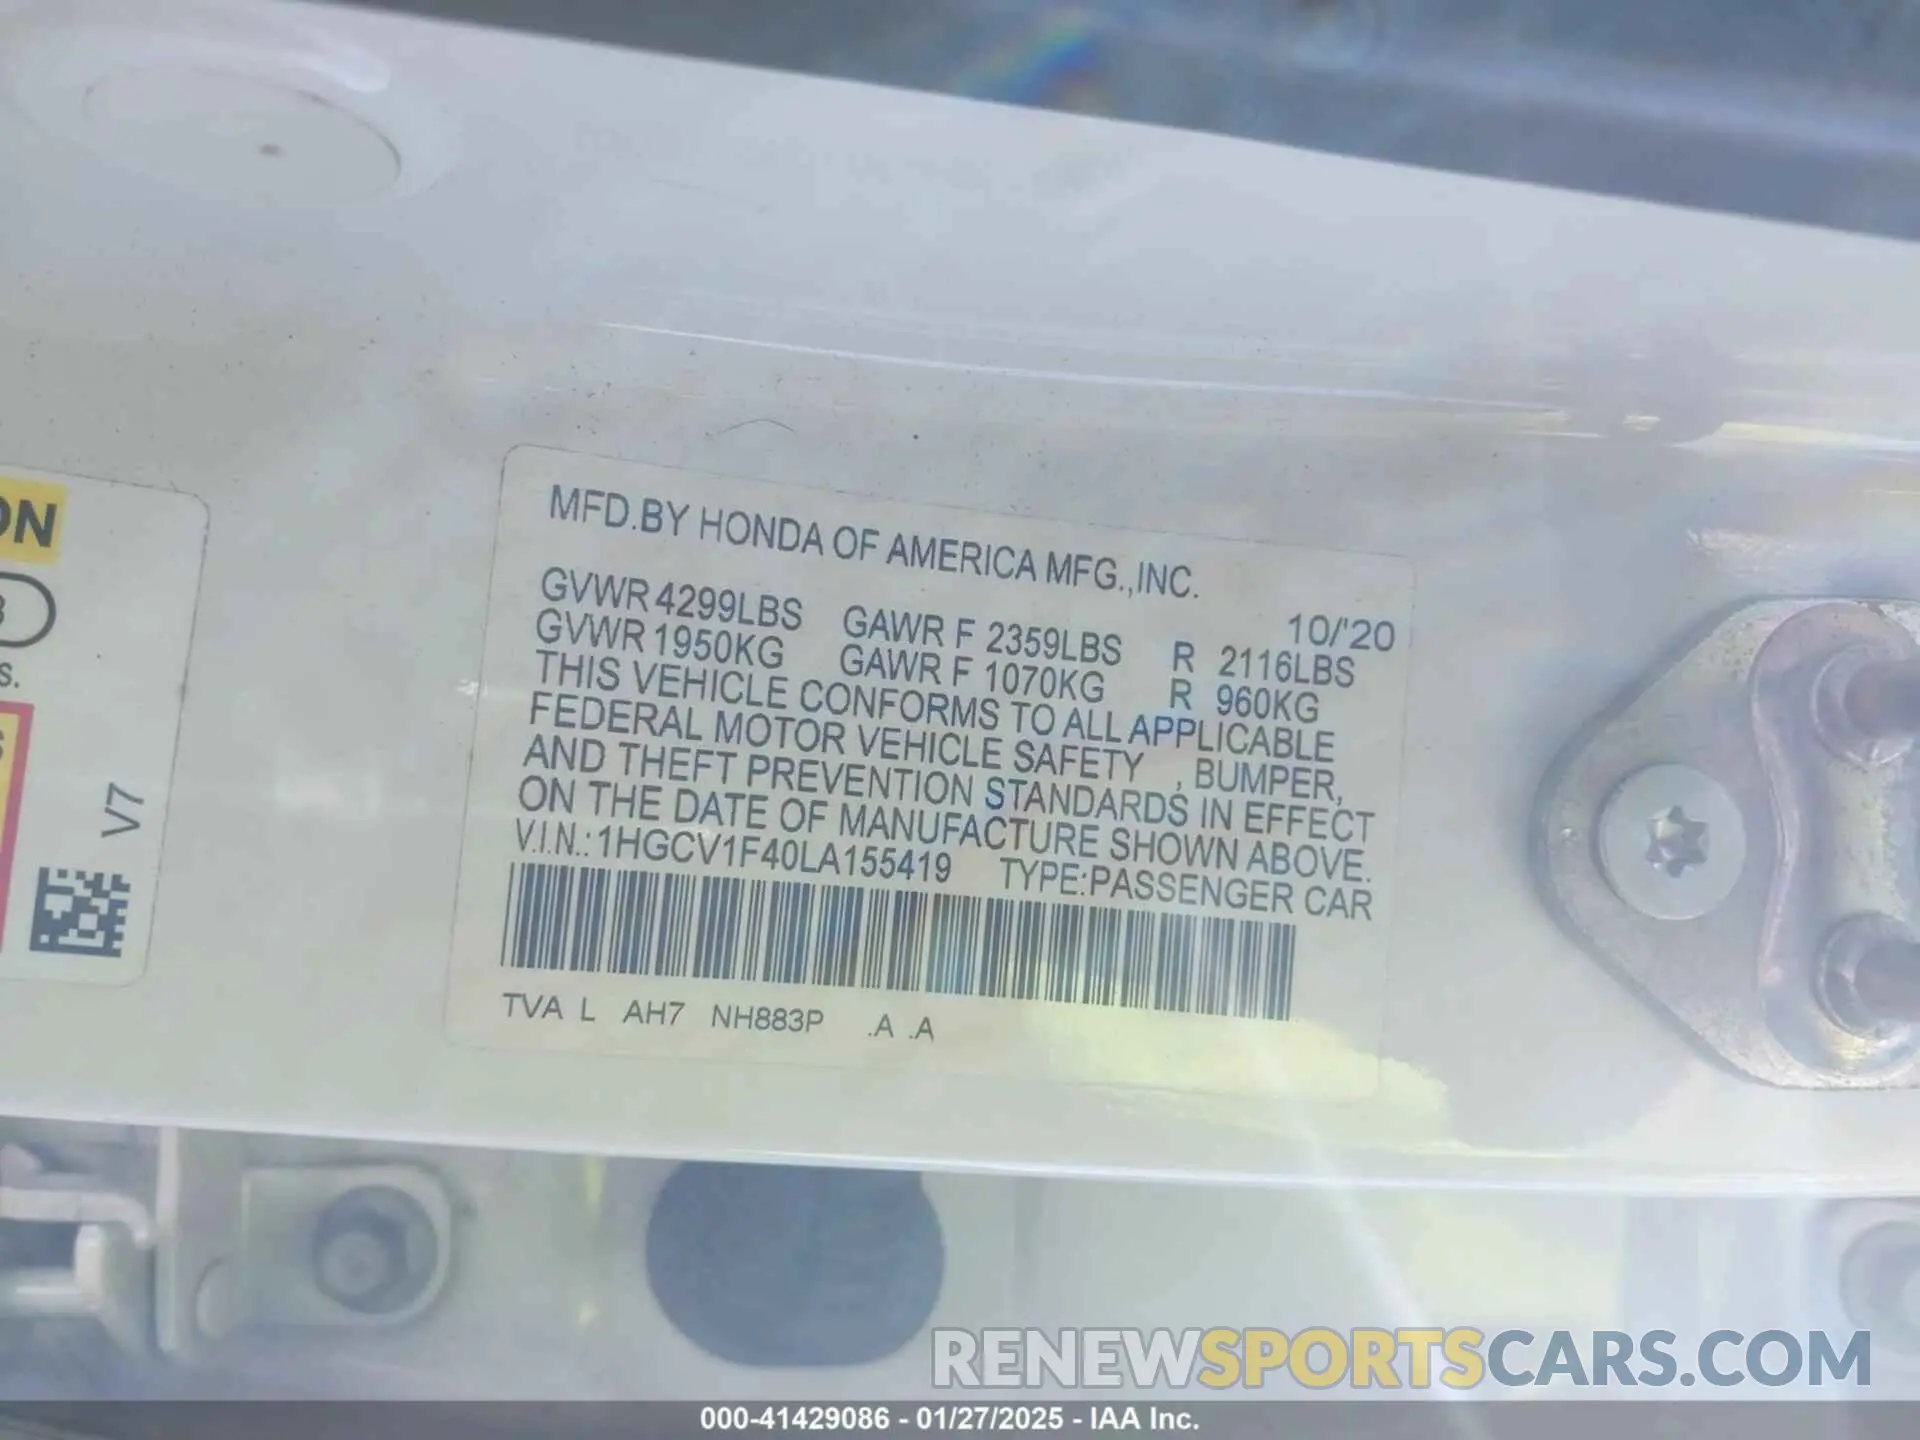 MFD.BY HONDA OF AMERICA MFG.,INC.
10/'20
GVWR 4299LBS GAWR F 2359LBS R 2116LBS
GVWR 1950KG GAWR F 1070KG R 960KG
THIS VEHICLE CONFORMS TO ALL APPLICABLE
FEDERAL MOTOR VEHICLE SAFETY , BUMPER,
AND THEFT PREVENTION STANDARDS IN EFFECT
ON THE DATE OF MANUFACTURE SHOWN ABOVE.
V.I.N.: 1HGCV1F40LA155419 TYPE:PASSENGER CAR
TVA L AH7 NH883P .A .A
V7
RENEWSPORTSCARS.COM
000-41429086 - 01/27/2025 - IAA Inc.